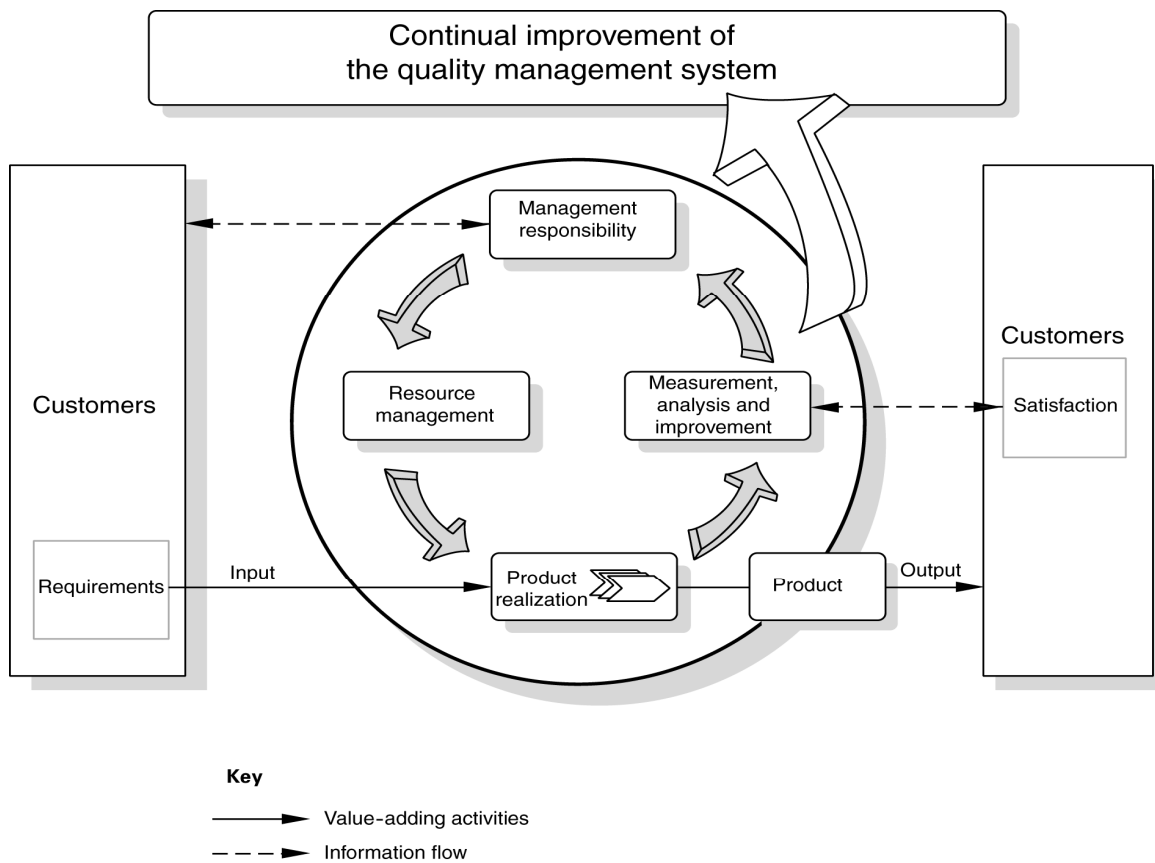 Continual improvement of
the quality management system
Management
responsibility
Customers
Resource
management
Measurement,
analysis and
improvement
Customers
Satisfaction
Requirements
Input
Product
realization
Product
Output
Key
Value-adding activities
Information flow